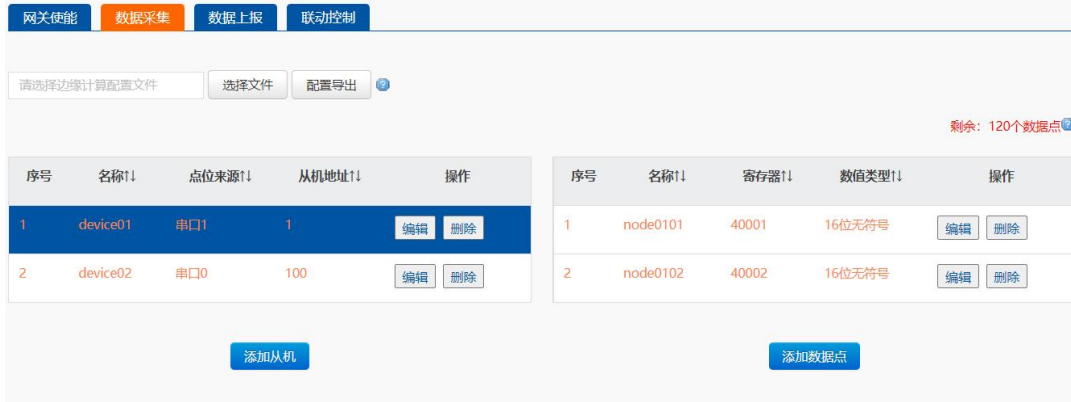 网关使能 数据采集 数据上报 联动控制
请选择边缘计算配置文件 选择文件 配置导出 ?
剩余：120个数据点 ?
序号 名称↑↓ 点位来源↑↓ 从机地址↑↓ 操作
1 device01 串口1 1 编辑 删除
2 device02 串口0 100 编辑 删除
添加从机
序号 名称↑↓ 寄存器↑↓ 数值类型↑↓ 操作
1 node0101 40001 16位无符号 编辑 删除
2 node0102 40002 16位无符号 编辑 删除
添加数据点